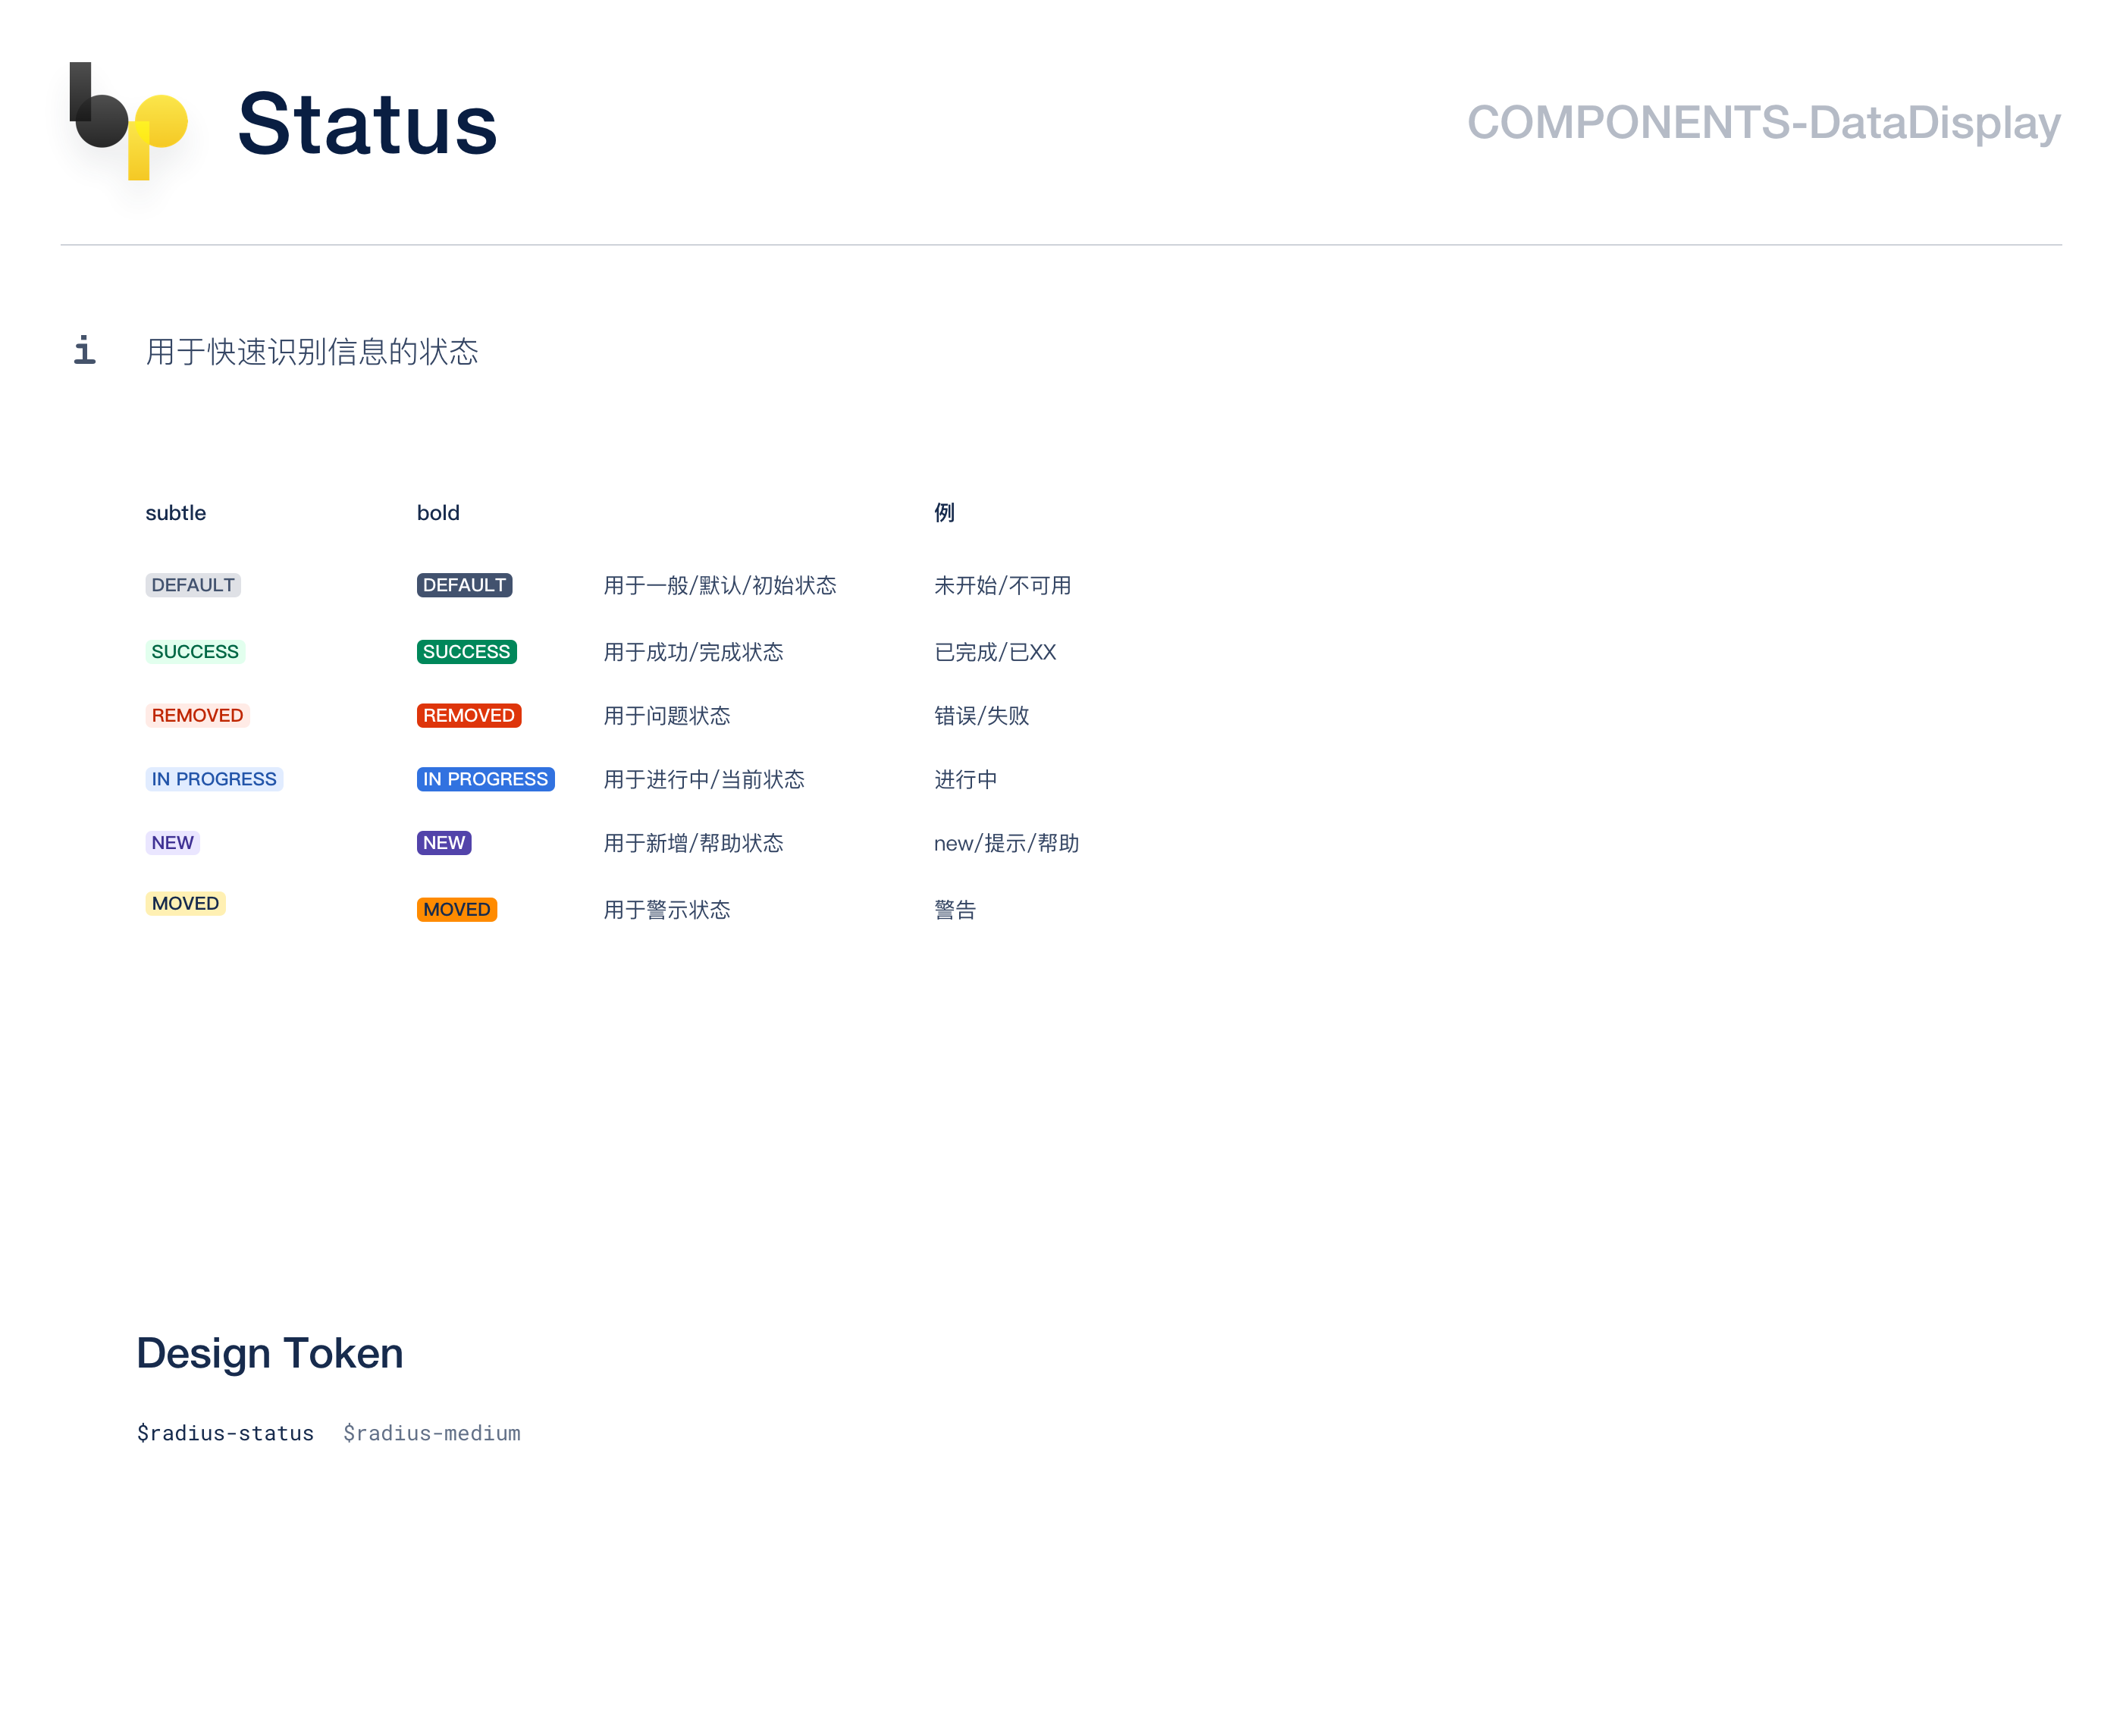 bp Status
COMPONENTS-DataDisplay
i 用于快速识别信息的状态
subtle bold 例
DEFAULT DEFAULT 用于一般/默认/初始状态 未开始/不可用
SUCCESS SUCCESS 用于成功/完成状态 已完成/已XX
REMOVED REMOVED 用于问题状态 错误/失败
IN PROGRESS IN PROGRESS 用于进行中/当前状态 进行中
NEW NEW 用于新增/帮助状态 new/提示/帮助
MOVED MOVED 用于警示状态 警告
Design Token
$radius-status $radius-medium